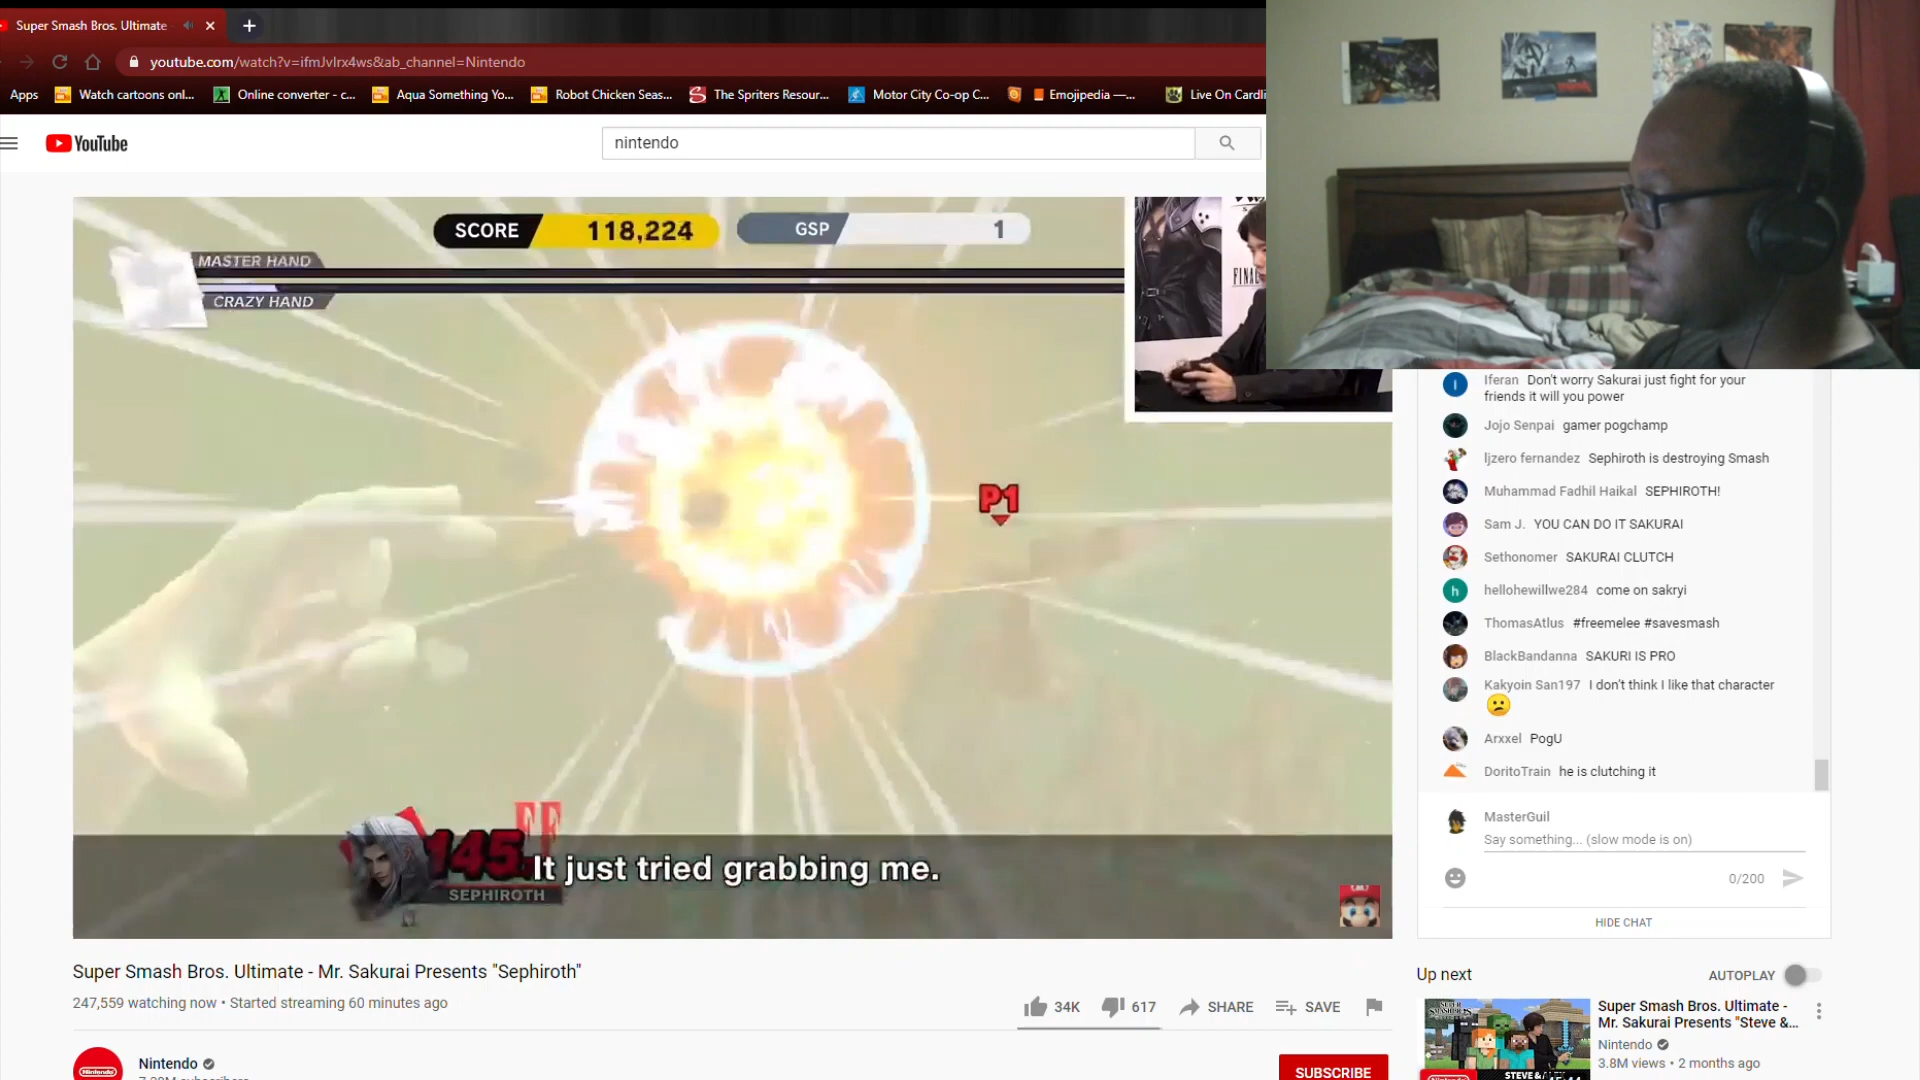 Super Smash Bros. Ultimate
youtube.com/watch?v=ifmJvIrx4ws&ab_channel=Nintendo
Apps
Watch cartoons onl...
Online converter - c...
Aqua Something Yo...
Robot Chicken Seas...
The Spriters Resour...
Motor City Co-op C...
Emojipedia —...
Live On Cardl
YouTube
nintendo
SCORE 118,224
GSP 1
MASTER HAND
CRAZY HAND
FINAL
P1
145.
FF
SEPHIROTH
It just tried grabbing me.
Iferan Don't worry Sakurai just fight for your
friends it will you power
Jojo Senpai gamer pogchamp
ljzero fernandez Sephiroth is destroying Smash
Muhammad Fadhil Haikal SEPHIROTH!
Sam J. YOU CAN DO IT SAKURAI
Sethonomer SAKURAI CLUTCH
h
hellohewillwe284 come on sakryi
ThomasAtlus #freemelee #savesmash
BlackBandanna SAKURI IS PRO
Kakyoin San197 I don't think I like that character
Arxxel PogU
DoritoTrain he is clutching it
MasterGuil
Say something... (slow mode is on)
0/200
HIDE CHAT
Super Smash Bros. Ultimate - Mr. Sakurai Presents "Sephiroth"
247,559 watching now • Started streaming 60 minutes ago
34K
617
SHARE
SAVE
Nintendo
Nintendo
SUBSCRIBE
Up next
AUTOPLAY
Super Smash Bros. Ultimate -
Mr. Sakurai Presents "Steve &...
Nintendo
3.8M views • 2 months ago
STEVE &